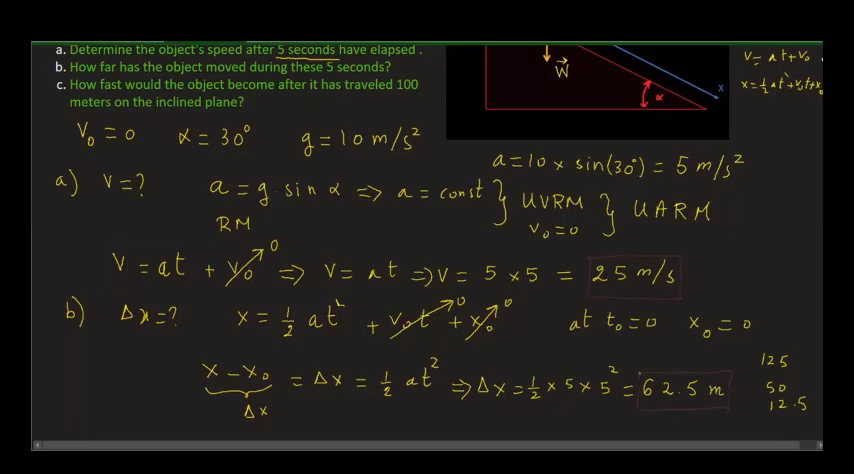 a. Determine the object's speed after 5 seconds have elapsed .
b. How far has the object moved during these 5 seconds?
c. How fast would the object become after it has traveled 100
meters on the inclined plane?
W
α
x
v = at + v₀
x = ½ at² + v₀t + x₀
V₀ = 0 α = 30° g = 10 m/s²
a = 10 × sin(30°) = 5 m/s²
a) V = ? a = g. sin α => a = const } UVRM } UARM
RM V₀ = 0
V = at + V₀ 0 => V = at => V = 5 × 5 = 25 m/s
b) Δx = ? x = ½ at² + V₀t 0 + x₀ 0 at t₀ = 0 x₀ = 0
x − x₀ = Δx = ½ at² => Δx = ½ × 5 × 5² = 62.5 m
Δx
125
50
12.5